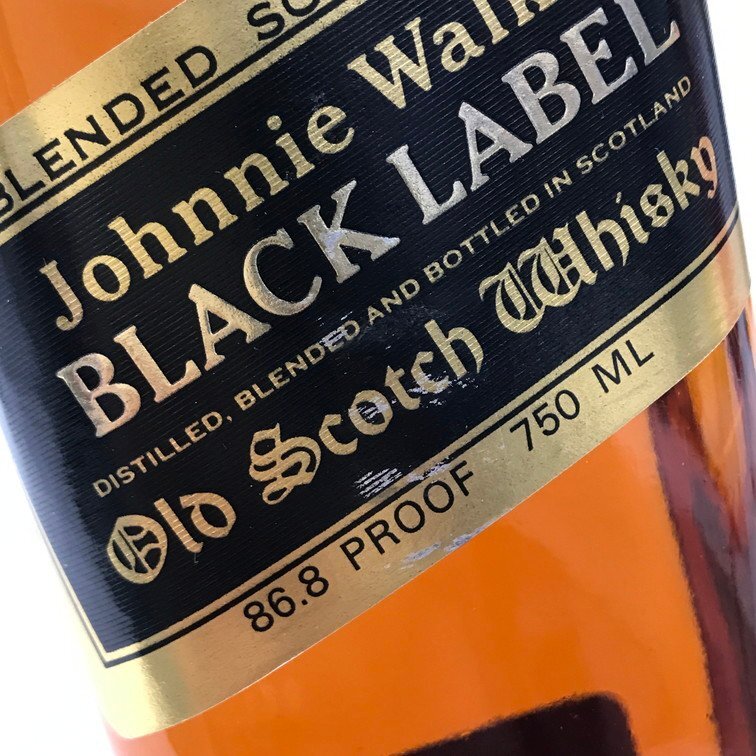 BLENDED SC
Johnnie Walk
BLACK LABEL
DISTILLED, BLENDED AND BOTTLED IN SCOTLAND
Old Scotch Whisky
86.8 PROOF 750 ML